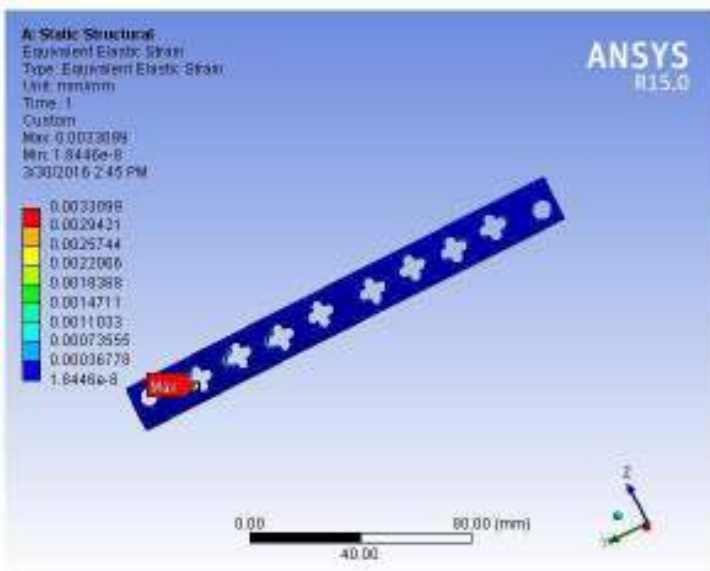 A: Static Structural
Equivalent Elastic Strain
Type: Equivalent Elastic Strain
Unit: mm/mm
Time: 1
Custom
Max: 0.0033099
Min: 1.8446e-8
3/30/2016 2:45 PM
ANSYS
R15.0
0.0033098
0.0029421
0.0025744
0.0022066
0.0018388
0.0014711
0.0011033
0.00073555
0.00036778
1.8446e-8
Max
0.00
80.00 (mm)
40.00
Z